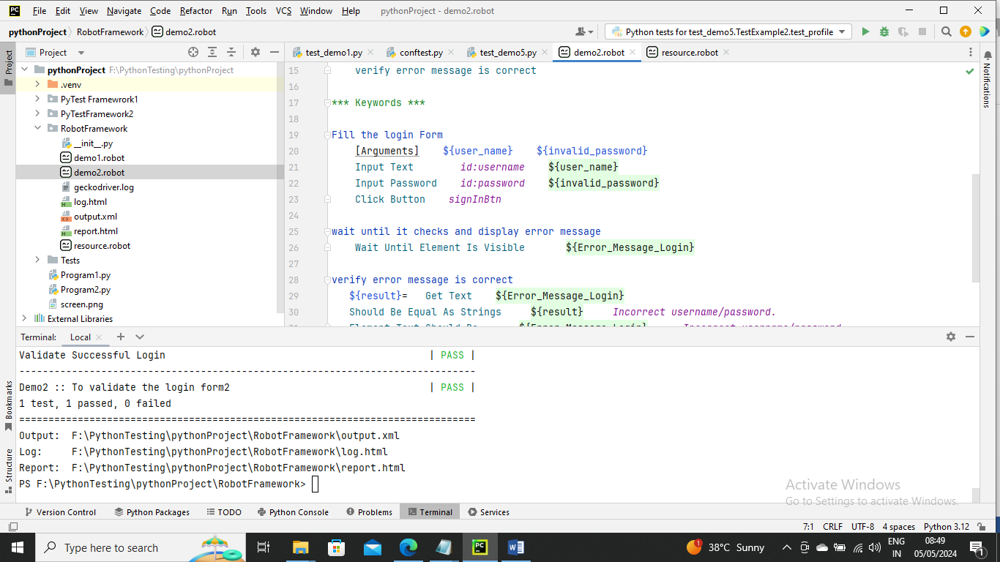 File Edit View Navigate Code Refactor Run Tools VCS Window Help pythonProject - demo2.robot
pythonProject RobotFramework demo2.robot Python tests for test_demo5.TestExample2.test_profile
Project
test_demo1.py conftest.py test_demo5.py demo2.robot resource.robot
Project
Notifications
pythonProject F:\PythonTesting\pythonProject
.venv
PyTest Framewrork1
PyTestFramework2
RobotFramework
__init__.py
demo1.robot
demo2.robot
geckodriver.log
log.html
output.xml
report.html
resource.robot
Tests
Program1.py
Program2.py
screen.png
External Libraries
15 verify error message is correct
16
17 *** Keywords ***
18
19 Fill the login Form
20 [Arguments] ${user_name} ${invalid_password}
21 Input Text id:username ${user_name}
22 Input Password id:password ${invalid_password}
23 Click Button signInBtn
24
25 wait until it checks and display error message
26 Wait Until Element Is Visible ${Error_Message_Login}
27
28 verify error message is correct
29 ${result}= Get Text ${Error_Message_Login}
30 Should Be Equal As Strings ${result} Incorrect username/password.
Terminal: Local
Validate Successful Login | PASS |
------------------------------------------------------------------------------
Demo2 :: To validate the login form2 | PASS |
1 test, 1 passed, 0 failed
==============================================================================
Output: F:\PythonTesting\pythonProject\RobotFramework\output.xml
Log: F:\PythonTesting\pythonProject\RobotFramework\log.html
Report: F:\PythonTesting\pythonProject\RobotFramework\report.html
PS F:\PythonTesting\pythonProject\RobotFramework>
Bookmarks
Structure
Activate Windows
Go to Settings to activate Windows.
Version Control Python Packages TODO Python Console Problems Terminal Services
7:1 CRLF UTF-8 4 spaces Python 3.12
Type here to search
38°C Sunny
ENG
IN
08:49
05/05/2024
1
1